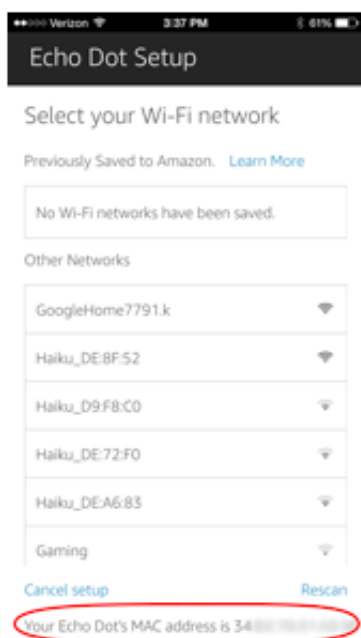 Verizon 3:37 PM 61%
Echo Dot Setup
Select your Wi-Fi network
Previously Saved to Amazon. Learn More
No Wi-Fi networks have been saved.
Other Networks
GoogleHome7791.k
Haiku_DE:8F:52
Haiku_D9:F8:C0
Haiku_DE:72:F0
Haiku_DE:A6:83
Gaming
Cancel setup Rescan
Your Echo Dot's MAC address is 34